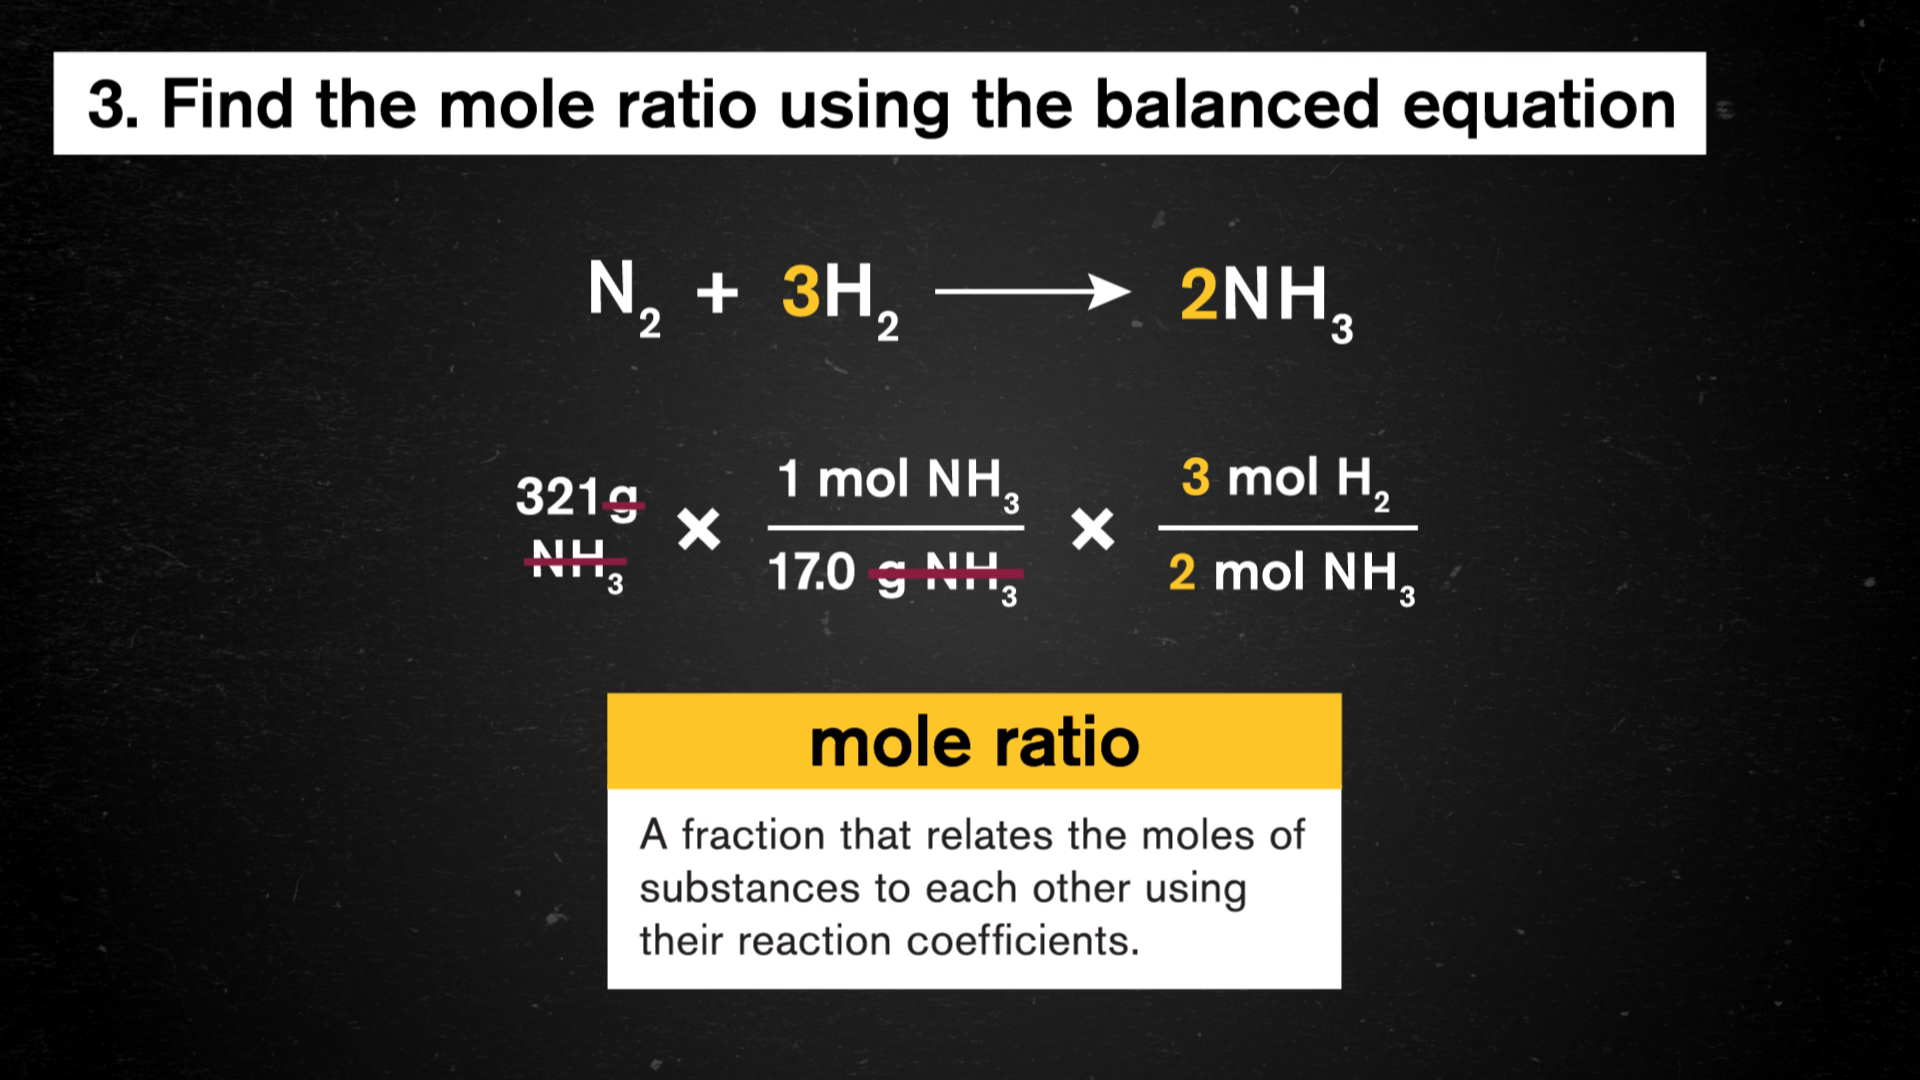 3. Find the mole ratio using the balanced equation
N₂ + 3H₂ ⟶ 2NH₃
321g NH₃ × 1 mol NH₃ / 17.0 g NH₃ × 3 mol H₂ / 2 mol NH₃
mole ratio
A fraction that relates the moles of
substances to each other using
their reaction coefficients.